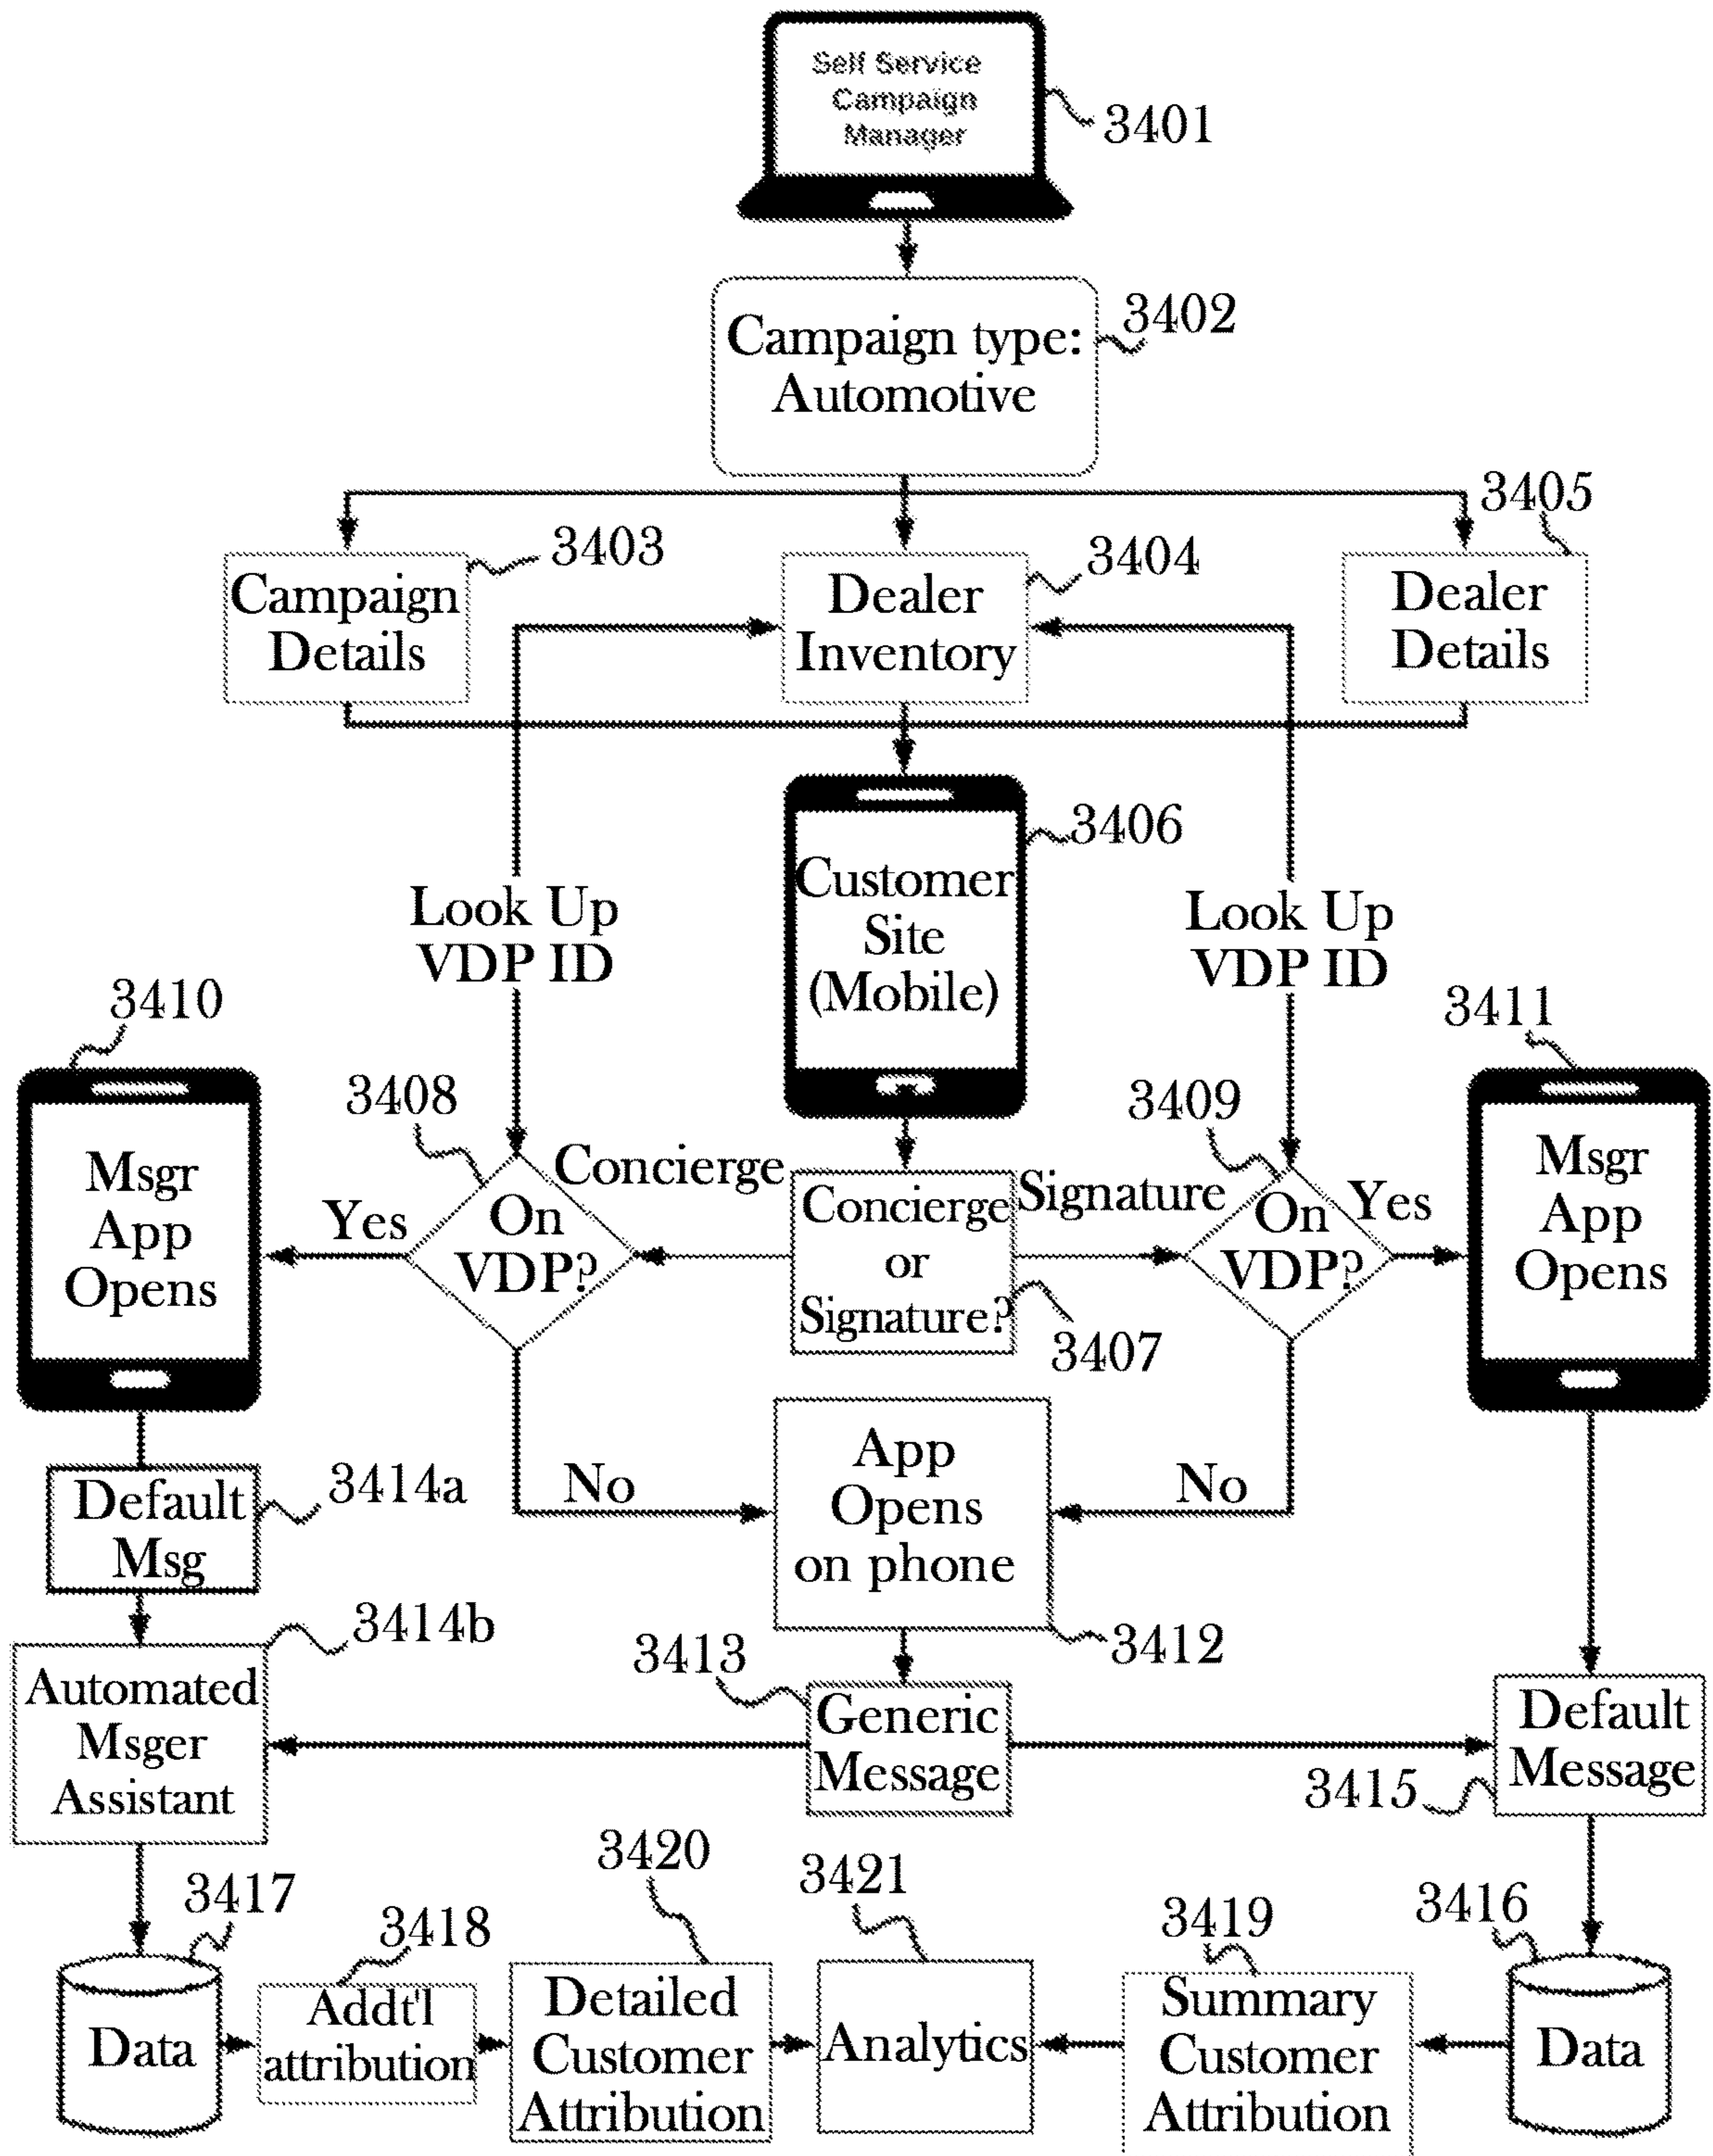 Self Service
Campaign
Manager
3401
3402
Campaign type:
Automotive
3405
3403
3404
Campaign
Details
Dealer
Inventory
Dealer
Details
3406
Customer
Site
(Mobile)
Look Up
VDP ID
Look Up
VDP ID
3410
3411
3408
3409
Msgr
App
Opens
Yes
On
VDP?
Concierge
Concierge
or
Signature?
Signature
On
VDP?
Yes
Msgr
App
Opens
3407
No
App
Opens
on phone
No
3412
Default
Msg
3414a
3414b
3413
Automated
Msger
Assistant
Generic
Message
Default
Message
3415
3417
3418
3420
3421
3419
3416
Data
Addt'l
attribution
Detailed
Customer
Attribution
Analytics
Summary
Customer
Attribution
Data